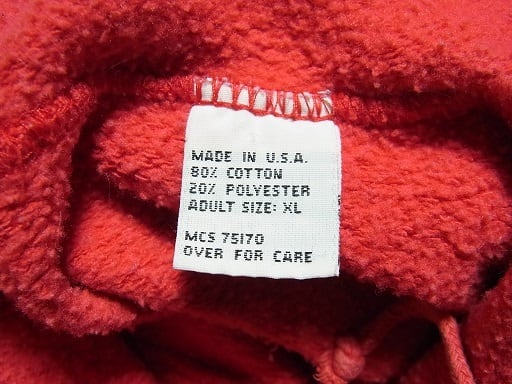 MADE IN U.S.A.
80% COTTON
20% POLYESTER
ADULT SIZE: XL
MCS 75170
OVER FOR CARE